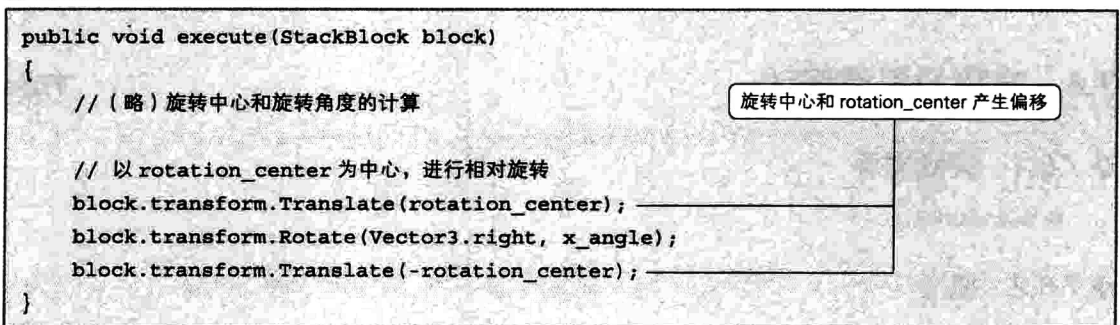 public void execute(StackBlock block)
{
//（略）旋转中心和旋转角度的计算
旋转中心和 rotation_center 产生偏移
// 以 rotation_center 为中心，进行相对旋转
block.transform.Translate(rotation_center);
block.transform.Rotate(Vector3.right, x_angle);
block.transform.Translate(-rotation_center);
}